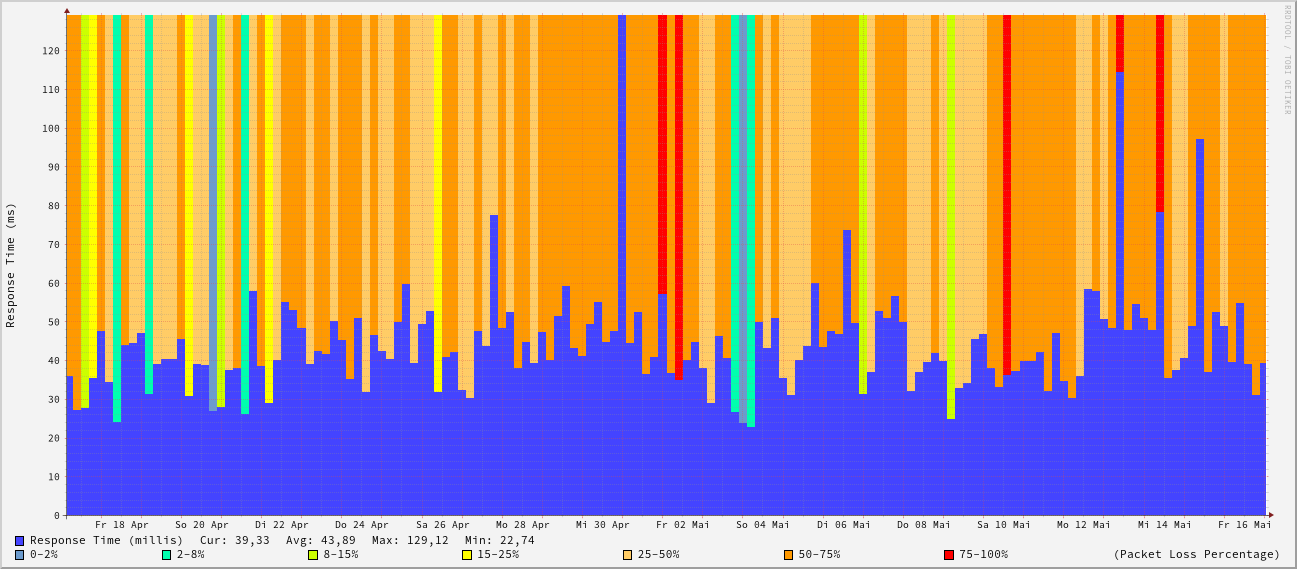 RRDTOOL / TOBI OETIKER
Response Time (ms)
120
110
100
90
80
70
60
50
40
30
20
10
0
Fr 18 Apr So 20 Apr Di 22 Apr Do 24 Apr Sa 26 Apr Mo 28 Apr Mi 30 Apr Fr 02 Mai So 04 Mai Di 06 Mai Do 08 Mai Sa 10 Mai Mo 12 Mai Mi 14 Mai Fr 16 Mai
Response Time (millis) Cur: 39,33 Avg: 43,89 Max: 129,12 Min: 22,74
0-2% 2-8% 8-15% 15-25% 25-50% 50-75% 75-100% (Packet Loss Percentage)